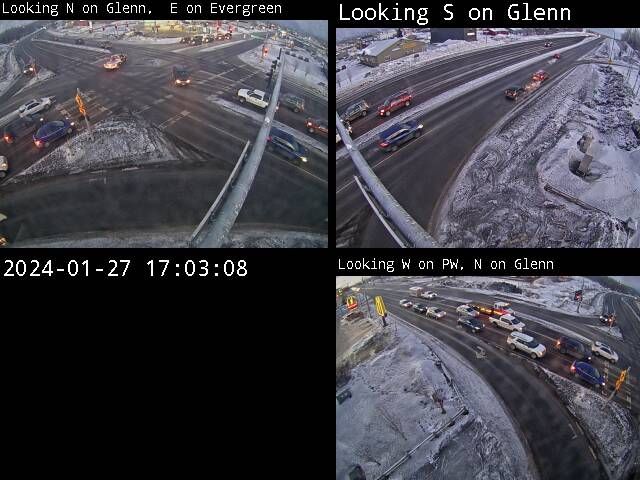 Looking N on Glenn,  E on Evergreen
Looking S on Glenn
2024-01-27 17:03:08
Looking W on PW, N on Glenn